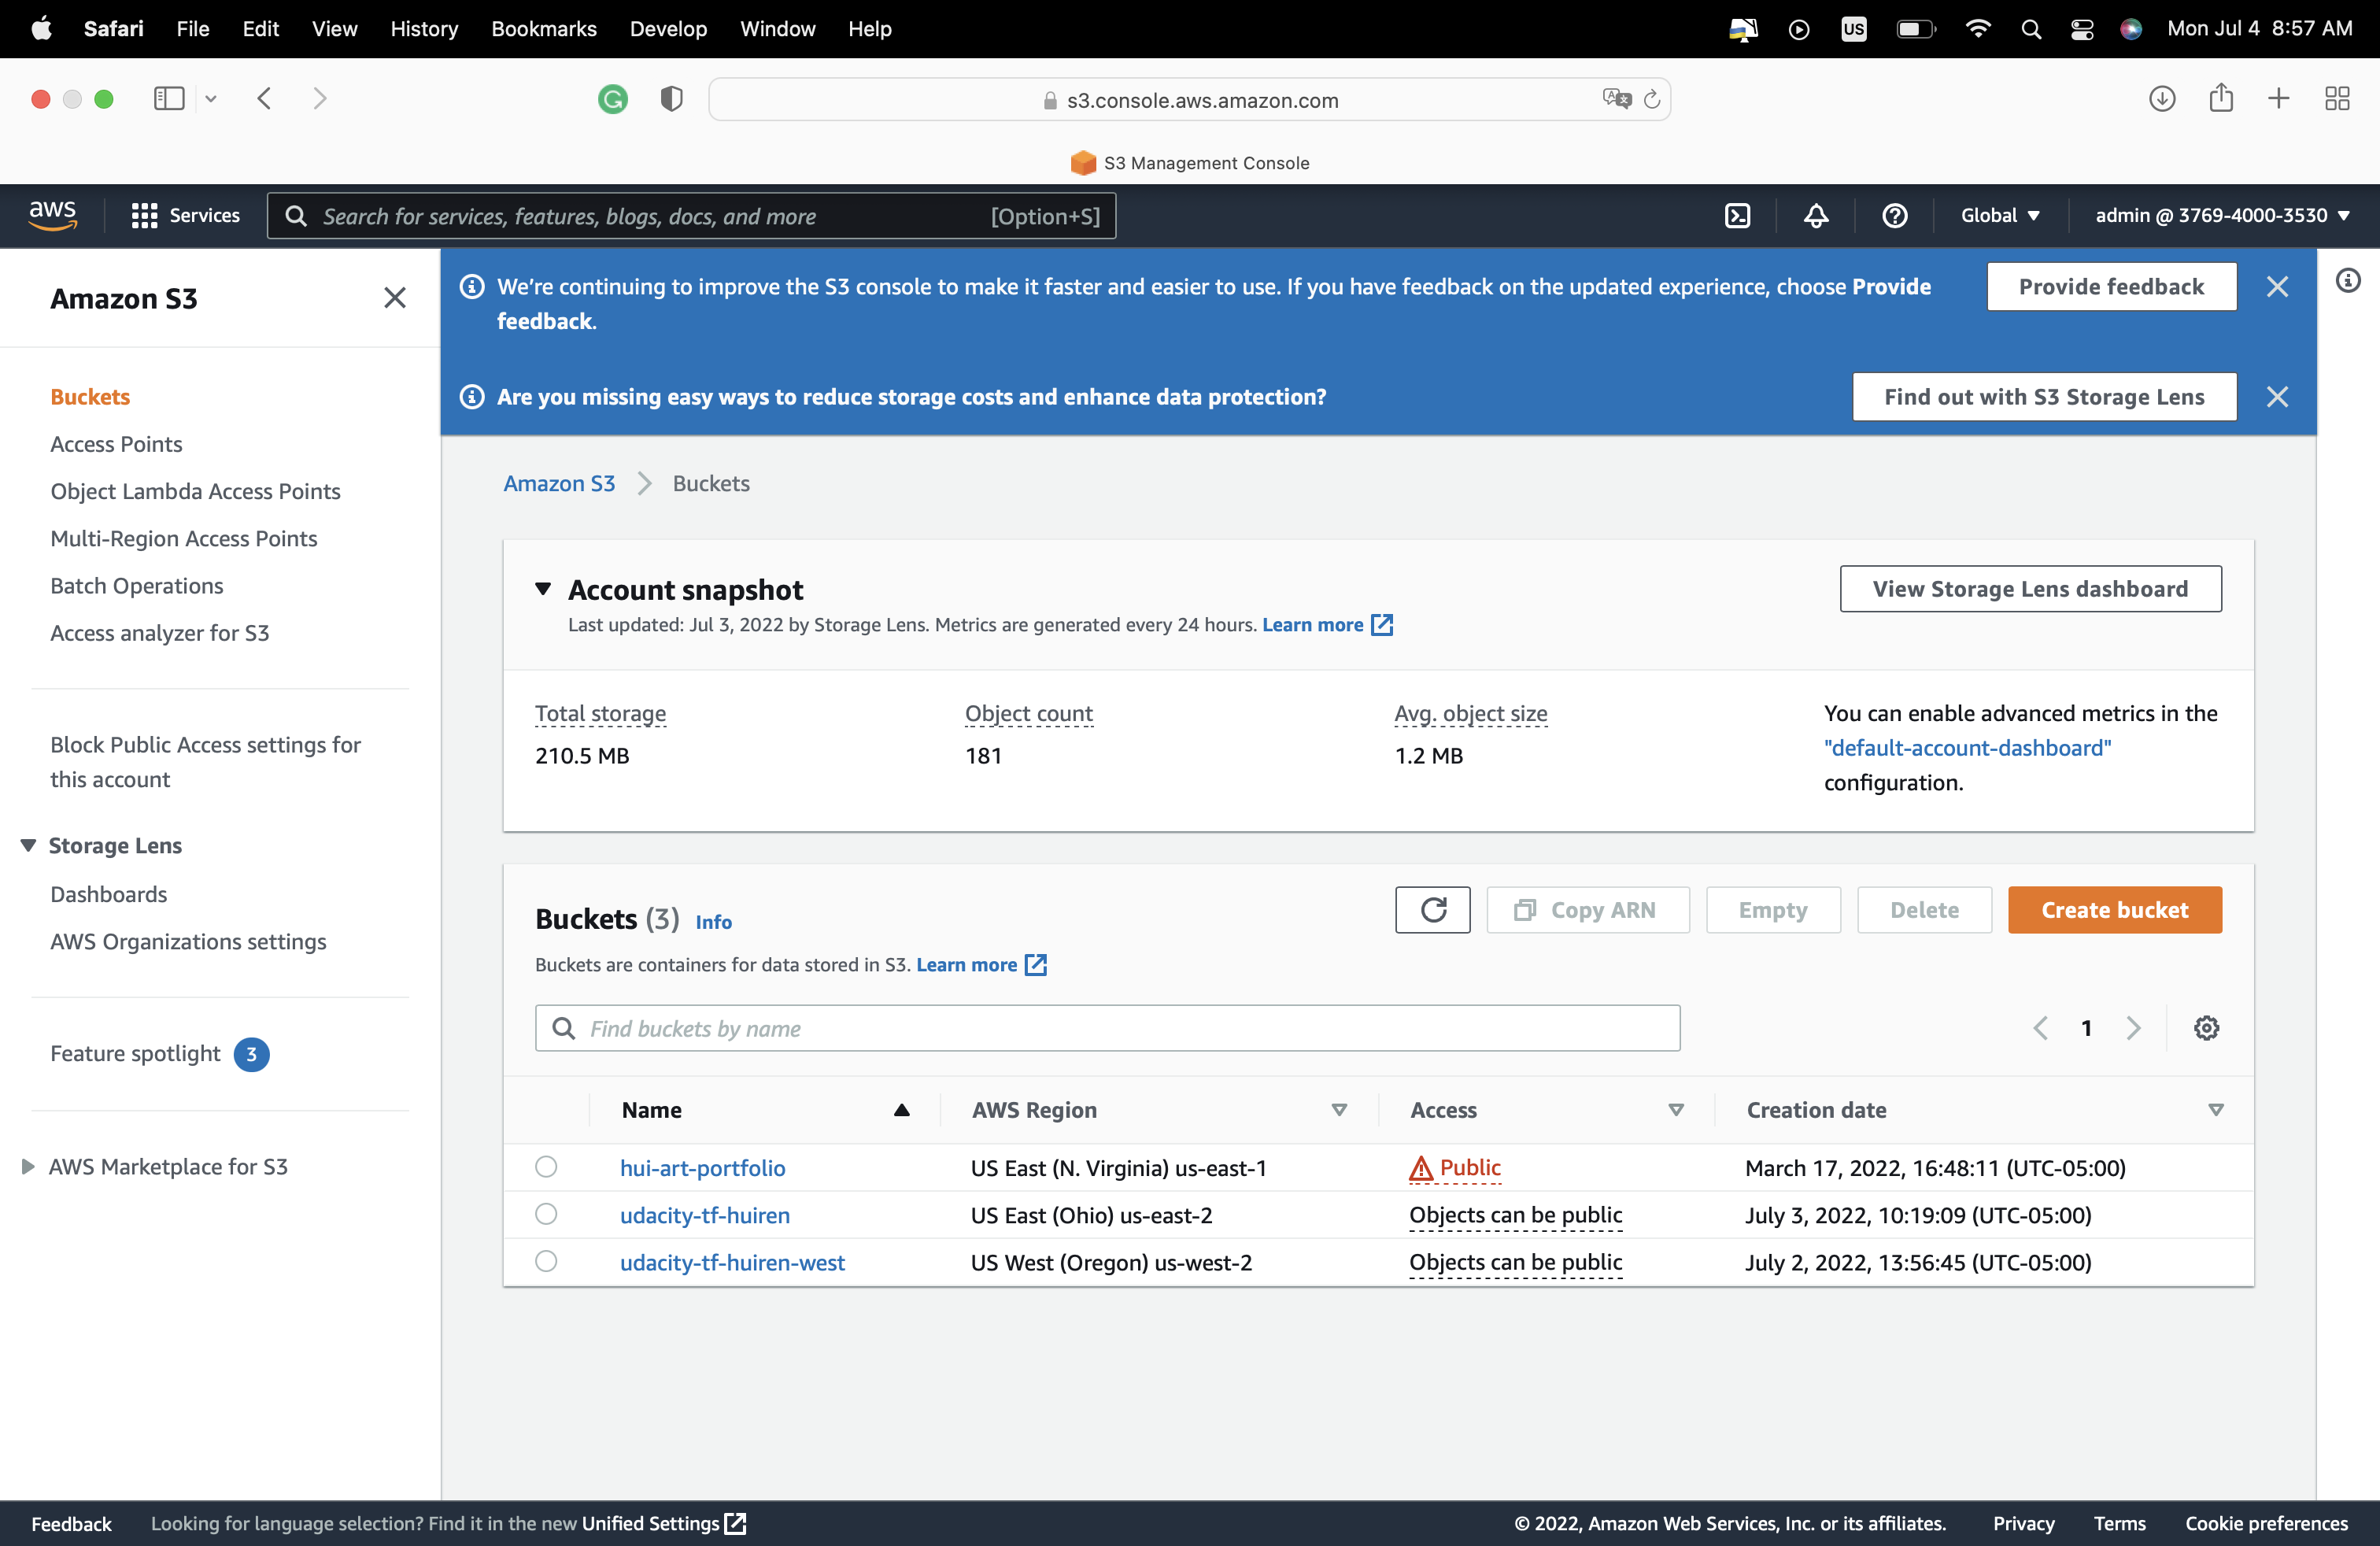 Safari File Edit View History Bookmarks Develop Window Help US Mon Jul 4 8:57 AM
s3.console.aws.amazon.com
S3 Management Console
aws Services Search for services, features, blogs, docs, and more [Option+S] Global admin @ 3769-4000-3530
Amazon S3
Buckets
Access Points
Object Lambda Access Points
Multi-Region Access Points
Batch Operations
Access analyzer for S3
Block Public Access settings for
this account
Storage Lens
Dashboards
AWS Organizations settings
Feature spotlight 3
AWS Marketplace for S3
We're continuing to improve the S3 console to make it faster and easier to use. If you have feedback on the updated experience, choose Provide
feedback.
Provide feedback
Are you missing easy ways to reduce storage costs and enhance data protection?
Find out with S3 Storage Lens
Amazon S3 Buckets
Account snapshot
View Storage Lens dashboard
Last updated: Jul 3, 2022 by Storage Lens. Metrics are generated every 24 hours. Learn more
Total storage
210.5 MB
Object count
181
Avg. object size
1.2 MB
You can enable advanced metrics in the
"default-account-dashboard"
configuration.
Buckets (3) Info
Copy ARN Empty Delete Create bucket
Buckets are containers for data stored in S3. Learn more
Find buckets by name
1
Name AWS Region Access Creation date
hui-art-portfolio US East (N. Virginia) us-east-1 Public March 17, 2022, 16:48:11 (UTC-05:00)
udacity-tf-huiren US East (Ohio) us-east-2 Objects can be public July 3, 2022, 10:19:09 (UTC-05:00)
udacity-tf-huiren-west US West (Oregon) us-west-2 Objects can be public July 2, 2022, 13:56:45 (UTC-05:00)
Feedback Looking for language selection? Find it in the new Unified Settings © 2022, Amazon Web Services, Inc. or its affiliates. Privacy Terms Cookie preferences